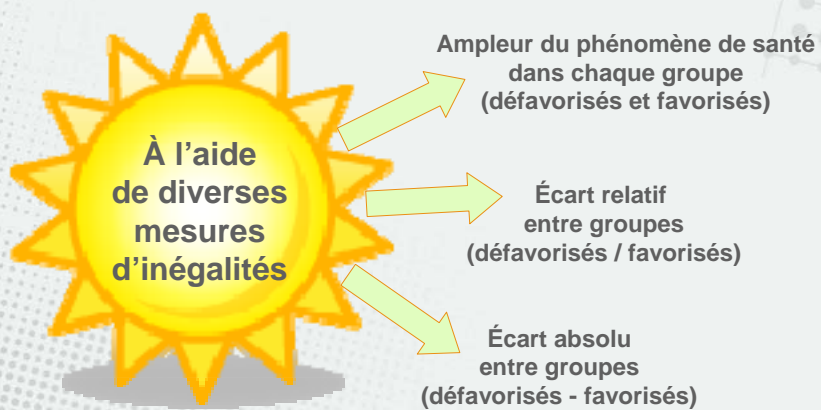 À l'aide
de diverses
mesures
d'inégalités
Ampleur du phénomène de santé
dans chaque groupe
(défavorisés et favorisés)
Écart relatif
entre groupes
(défavorisés / favorisés)
Écart absolu
entre groupes
(défavorisés - favorisés)